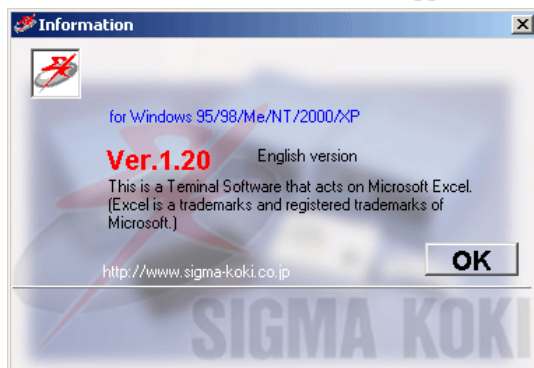 Information
for Windows 95/98/Me/NT/2000/XP
Ver.1.20 English version
This is a Teminal Software that acts on Microsoft Excel.
(Excel is a trademarks and registered trademarks of
Microsoft.)
OK
http://www.sigma-koki.co.jp
SIGMA KOKI